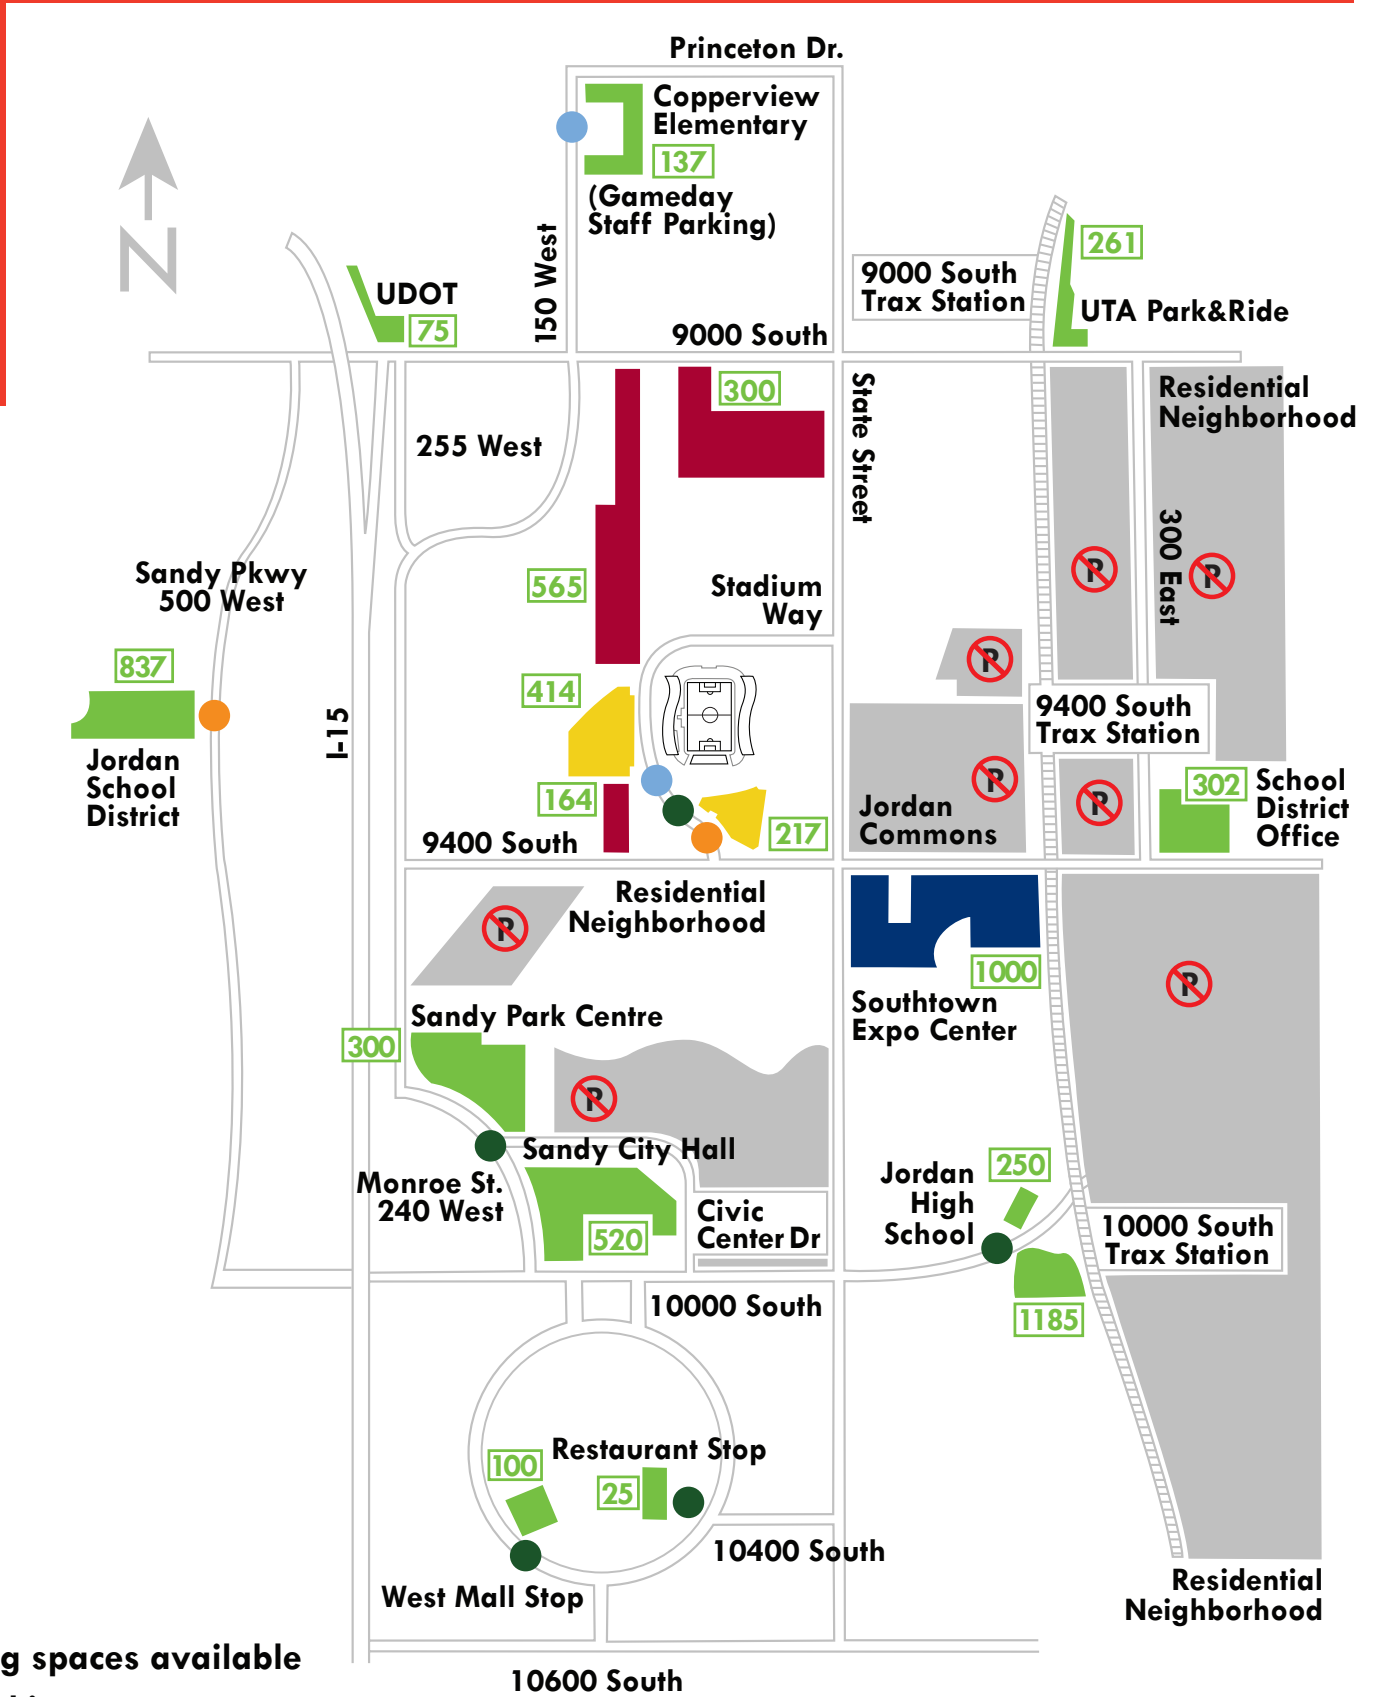 Princeton Dr.
Copperview
Elementary
137
(Gameday
Staff Parking)
150 West
N
UDOT
75
9000 South
9000 South
Trax Station
261
UTA Park&Ride
255 West
300
State Street
Residential
Neighborhood
300 East
P
P
Sandy Pkwy
500 West
565
Stadium
Way
P
837
Jordan
School
District
I-15
414
164
217
9400 South
9400 South
Trax Station
P
Jordan
Commons
P
302
School
District
Office
Residential
Neighborhood
P
1000
Southtown
Expo Center
P
Sandy Park Centre
300
P
Sandy City Hall
Monroe St.
240 West
520
Civic
Center Dr
Jordan
High
School
250
10000 South
Trax Station
1185
10000 South
Restaurant Stop
100
25
10400 South
West Mall Stop
Residential
Neighborhood
g spaces available
10600 South